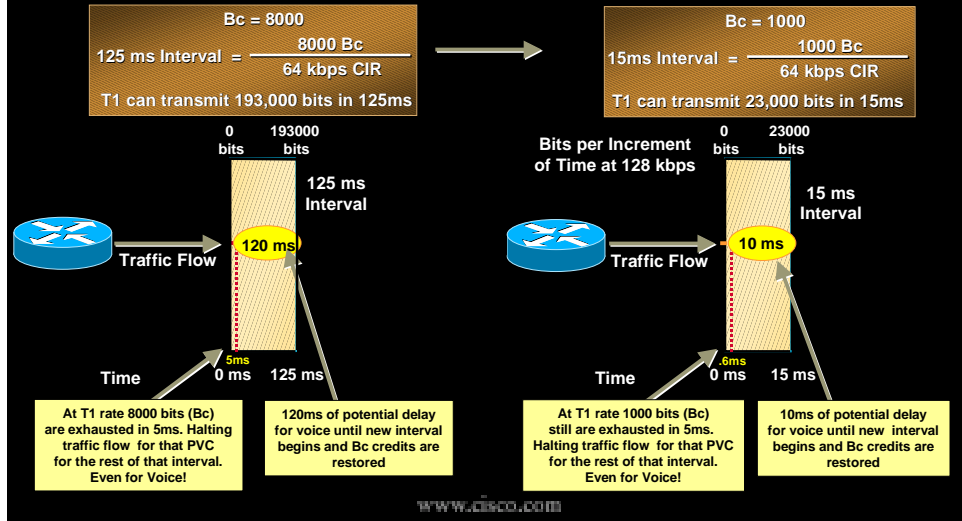 Bc = 8000
125 ms Interval = 8000 Bc
64 kbps CIR
T1 can transmit 193,000 bits in 125ms
Bc = 1000
15ms Interval = 1000 Bc
64 kbps CIR
T1 can transmit 23,000 bits in 15ms
0
bits
193000
bits
125 ms
Interval
120 ms
Traffic Flow
5ms
Time
0 ms
125 ms
At T1 rate 8000 bits (Bc)
are exhausted in 5ms. Halting
traffic flow for that PVC
for the rest of that interval.
Even for Voice!
120ms of potential delay
for voice until new interval
begins and Bc credits are
restored
Bits per Increment
of Time at 128 kbps
0
bits
23000
bits
15 ms
Interval
10 ms
Traffic Flow
.6ms
Time
0 ms
15 ms
At T1 rate 1000 bits (Bc)
still are exhausted in 5ms.
Halting traffic flow for that PVC
for the rest of that interval.
Even for Voice!
10ms of potential delay
for voice until new interval
begins and Bc credits are
restored
www.cisco.com